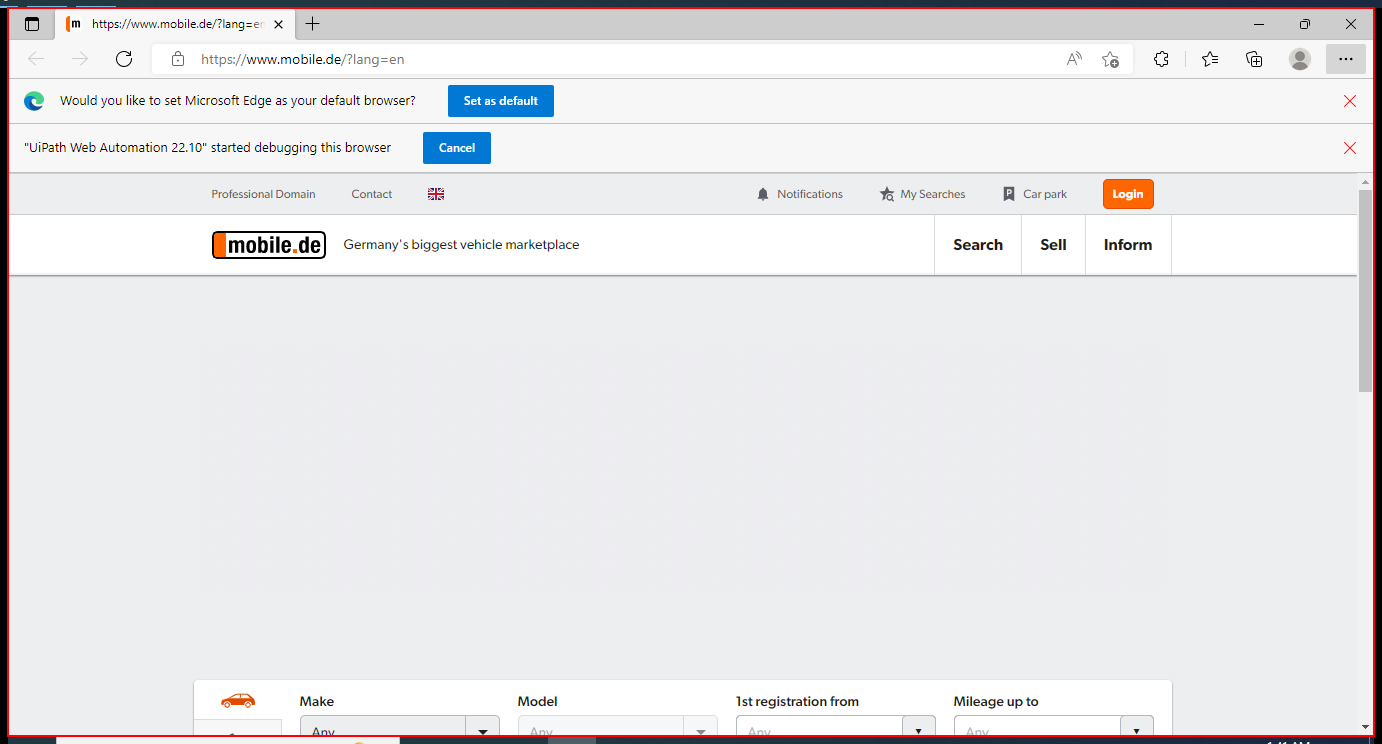 m https://www.mobile.de/?lang=en
https://www.mobile.de/?lang=en
Would you like to set Microsoft Edge as your default browser? Set as default
"UiPath Web Automation 22.10" started debugging this browser Cancel
Professional Domain Contact Notifications My Searches P Car park Login
mobile.de Germany's biggest vehicle marketplace Search Sell Inform
Make Model 1st registration from Mileage up to
Any Any Any Any